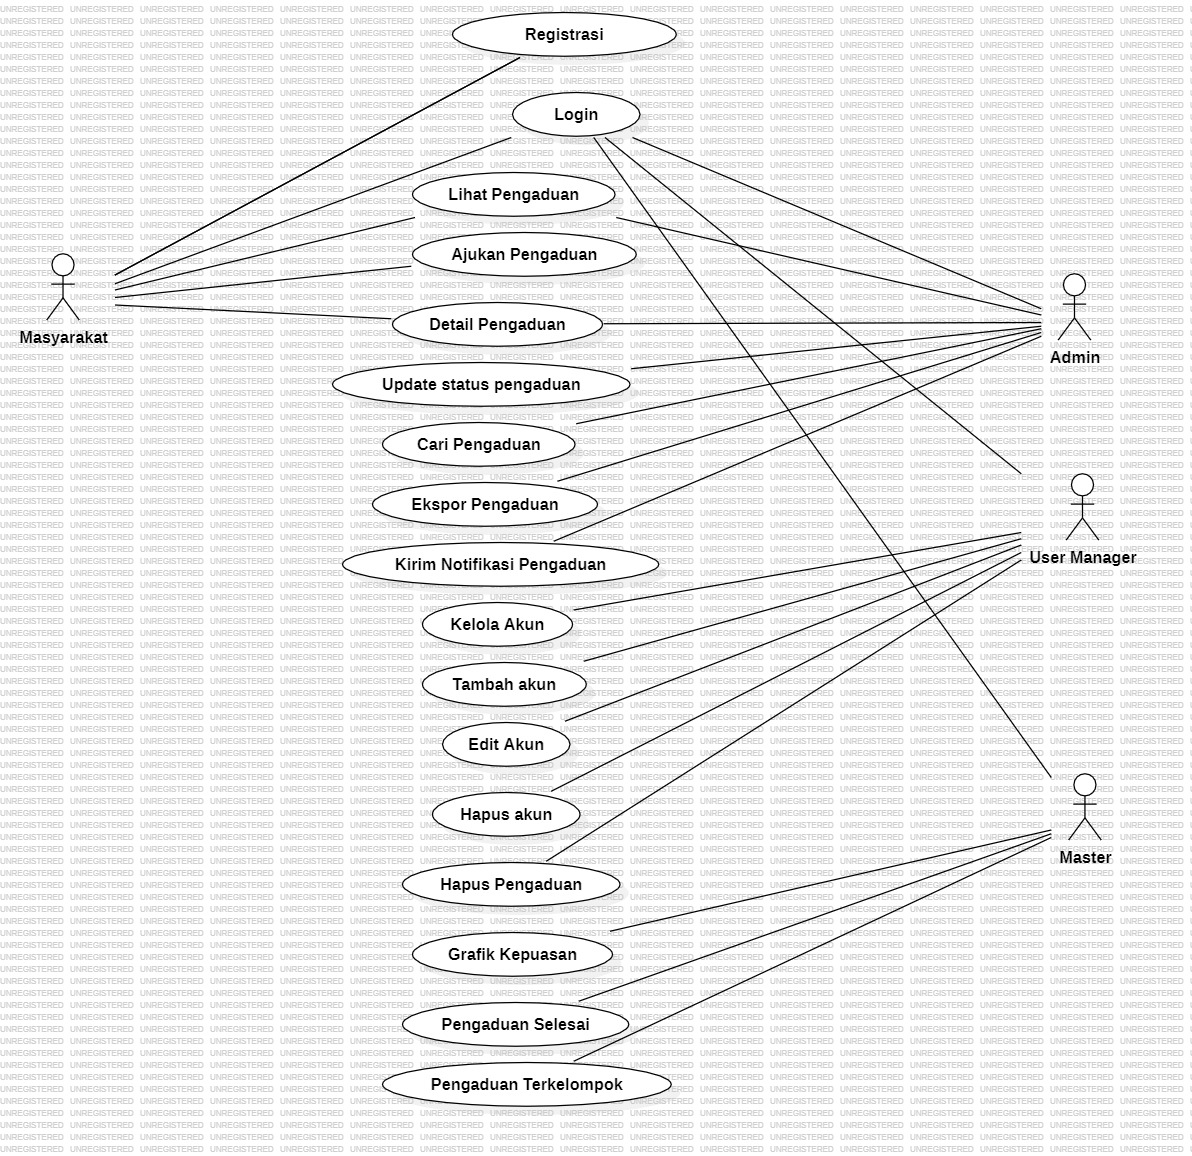 Registrasi
Login
Lihat Pengaduan
Ajukan Pengaduan
Masyarakat
Detail Pengaduan
Admin
Update status pengaduan
Cari Pengaduan
Ekspor Pengaduan
User Manager
Kirim Notifikasi Pengaduan
Kelola Akun
Tambah akun
Edit Akun
Hapus akun
Master
Hapus Pengaduan
Grafik Kepuasan
Pengaduan Selesai
Pengaduan Terkelompok
UNREGISTERED